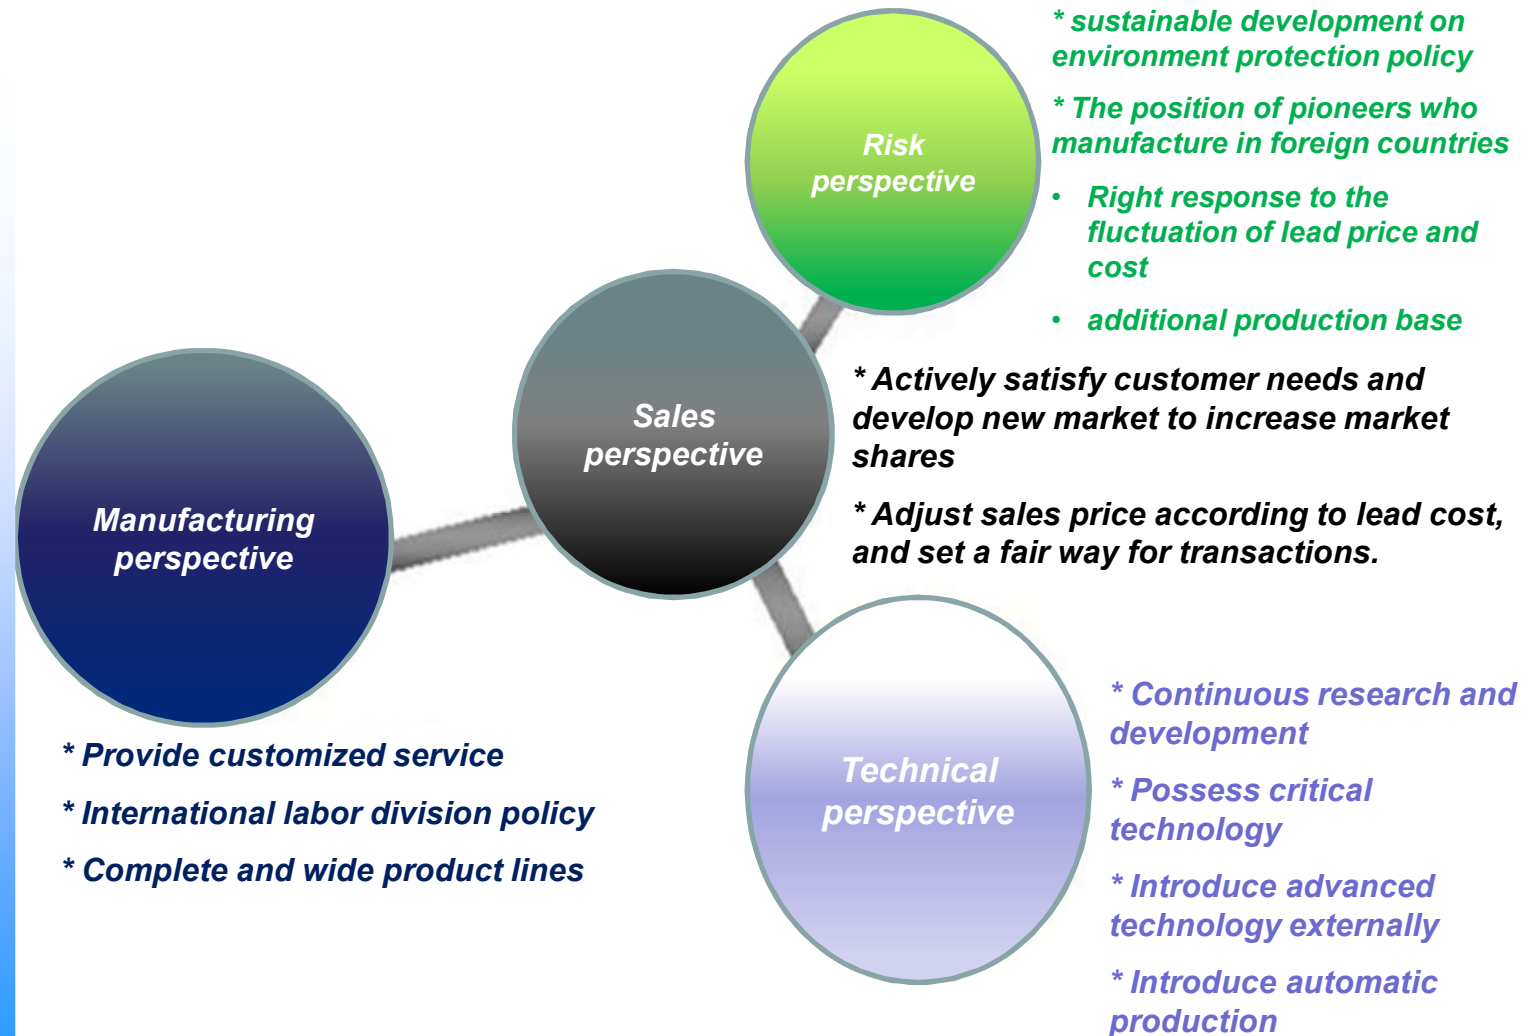 Risk
perspective
* sustainable development on
environment protection policy
* The position of pioneers who
manufacture in foreign countries
• Right response to the
fluctuation of lead price and
cost
• additional production base
Sales
perspective
* Actively satisfy customer needs and
develop new market to increase market
shares
* Adjust sales price according to lead cost,
and set a fair way for transactions.
Manufacturing
perspective
* Provide customized service
* International labor division policy
* Complete and wide product lines
Technical
perspective
* Continuous research and
development
* Possess critical
technology
* Introduce advanced
technology externally
* Introduce automatic
production